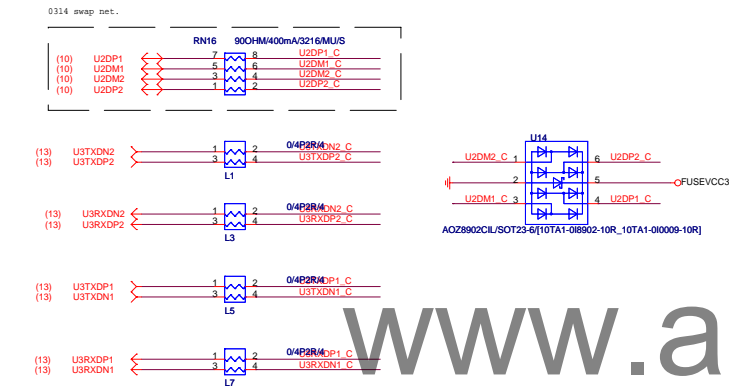 0314 swap net.
RN16 90OHM/400mA/3216/MU/S
(10) U2DP1 7 8 U2DP1_C
(10) U2DM1 5 6 U2DM1_C
(10) U2DM2 3 4 U2DM2_C
(10) U2DP2 1 2 U2DP2_C
0/4P2R/4
(13) U3TXDN2 1 2 U3TXDN2_C
(13) U3TXDP2 3 4 U3TXDP2_C
L1
0/4P2R/4
(13) U3RXDN2 1 2 U3RXDN2_C
(13) U3RXDP2 3 4 U3RXDP2_C
L3
0/4P2R/4
(13) U3TXDP1 1 2 U3TXDP1_C
(13) U3TXDN1 3 4 U3TXDN1_C
L5
0/4P2R/4
(13) U3RXDP1 1 2 U3RXDP1_C
(13) U3RXDN1 3 4 U3RXDN1_C
L7
U14
U2DM2_C 1 6 U2DP2_C
2 5 FUSEVCC3
U2DM1_C 3 4 U2DP1_C
AOZ8902CIL/SOT23-6/[10TA1-0I8902-10R_10TA1-0I0009-10R]
www.a